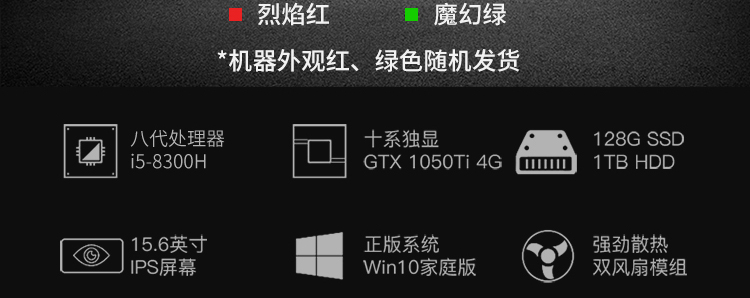 烈焰红 魔幻绿
*机器外观红、绿色随机发货
八代处理器
i5-8300H
十系独显
GTX 1050Ti 4G
128G SSD
1TB HDD
15.6英寸
IPS屏幕
正版系统
Win10家庭版
强劲散热
双风扇模组